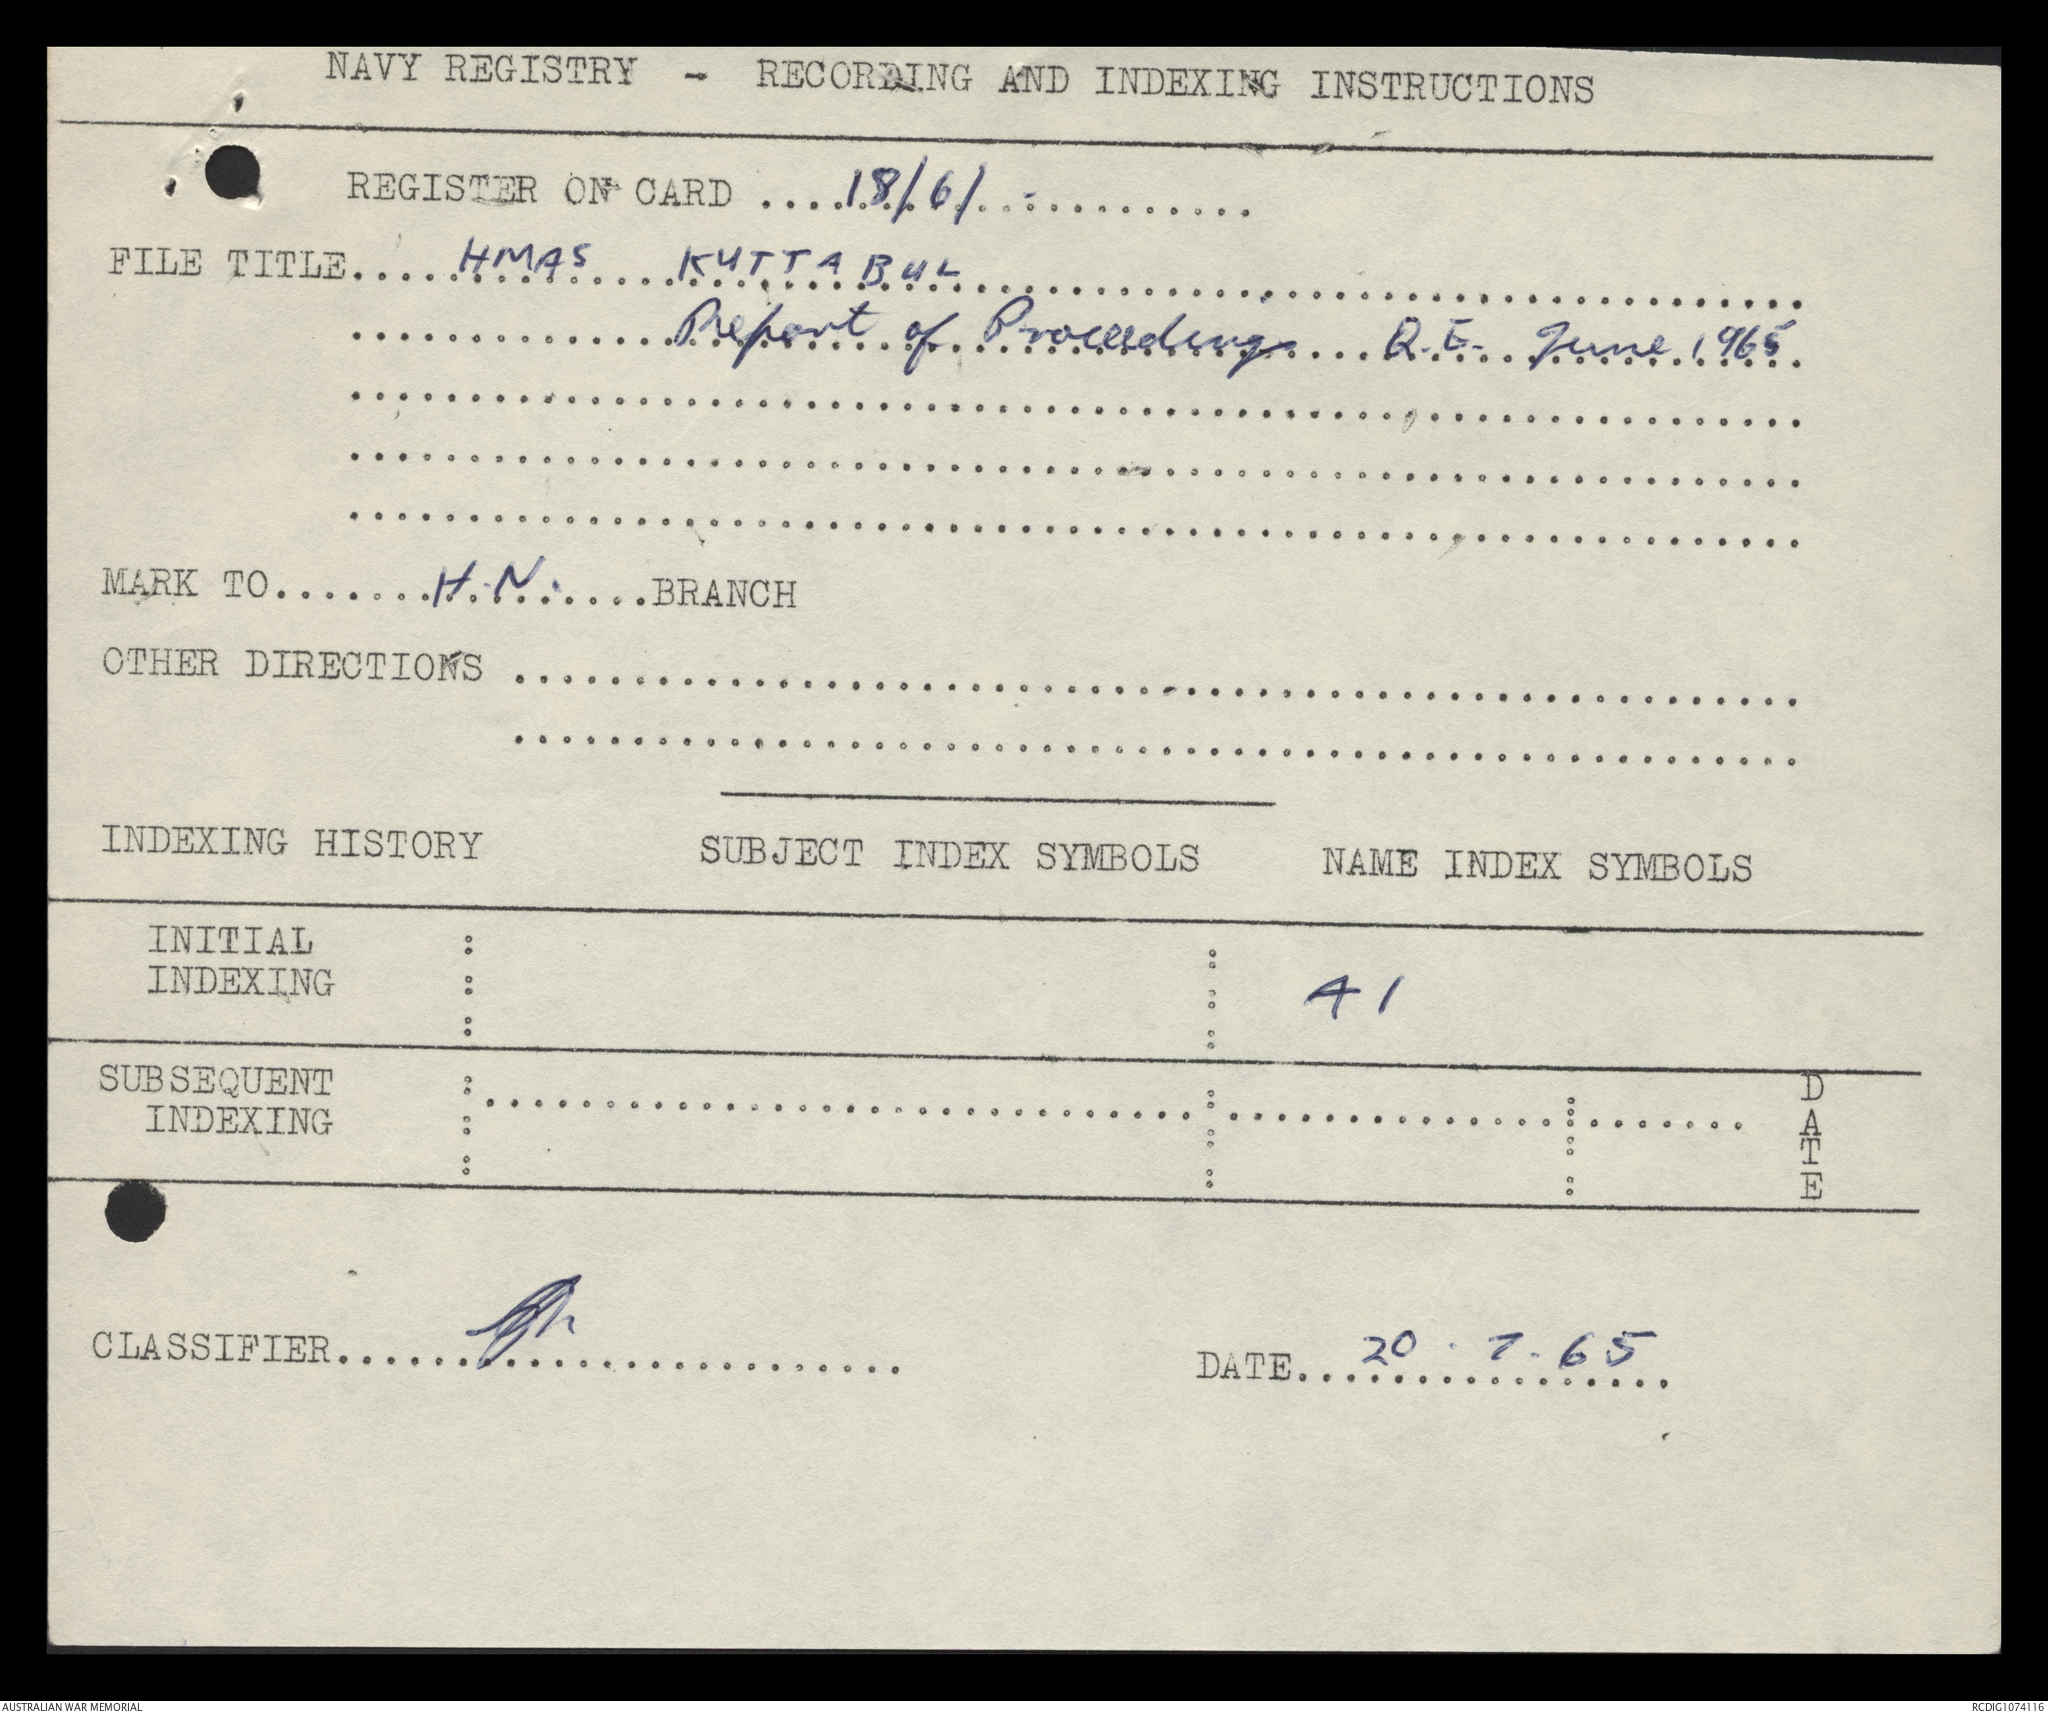 NAVY REGISTRY - RECORDING AND INDEXING INSTRUCTIONS
REGISTER ON CARD ....18/6/.............
FILE TITLE.... HMAS KUTTABUL
Report of Proceedings Q.E. June 1965
MARK TO.......H.N.....BRANCH
OTHER DIRECTIONS
INDEXING HISTORY SUBJECT INDEX SYMBOLS NAME INDEX SYMBOLS
INITIAL
INDEXING
A1
SUBSEQUENT
INDEXING
DATE
CLASSIFIER
DATE 20.7.65
AUSTRALIAN WAR MEMORIAL RCDIG1074116